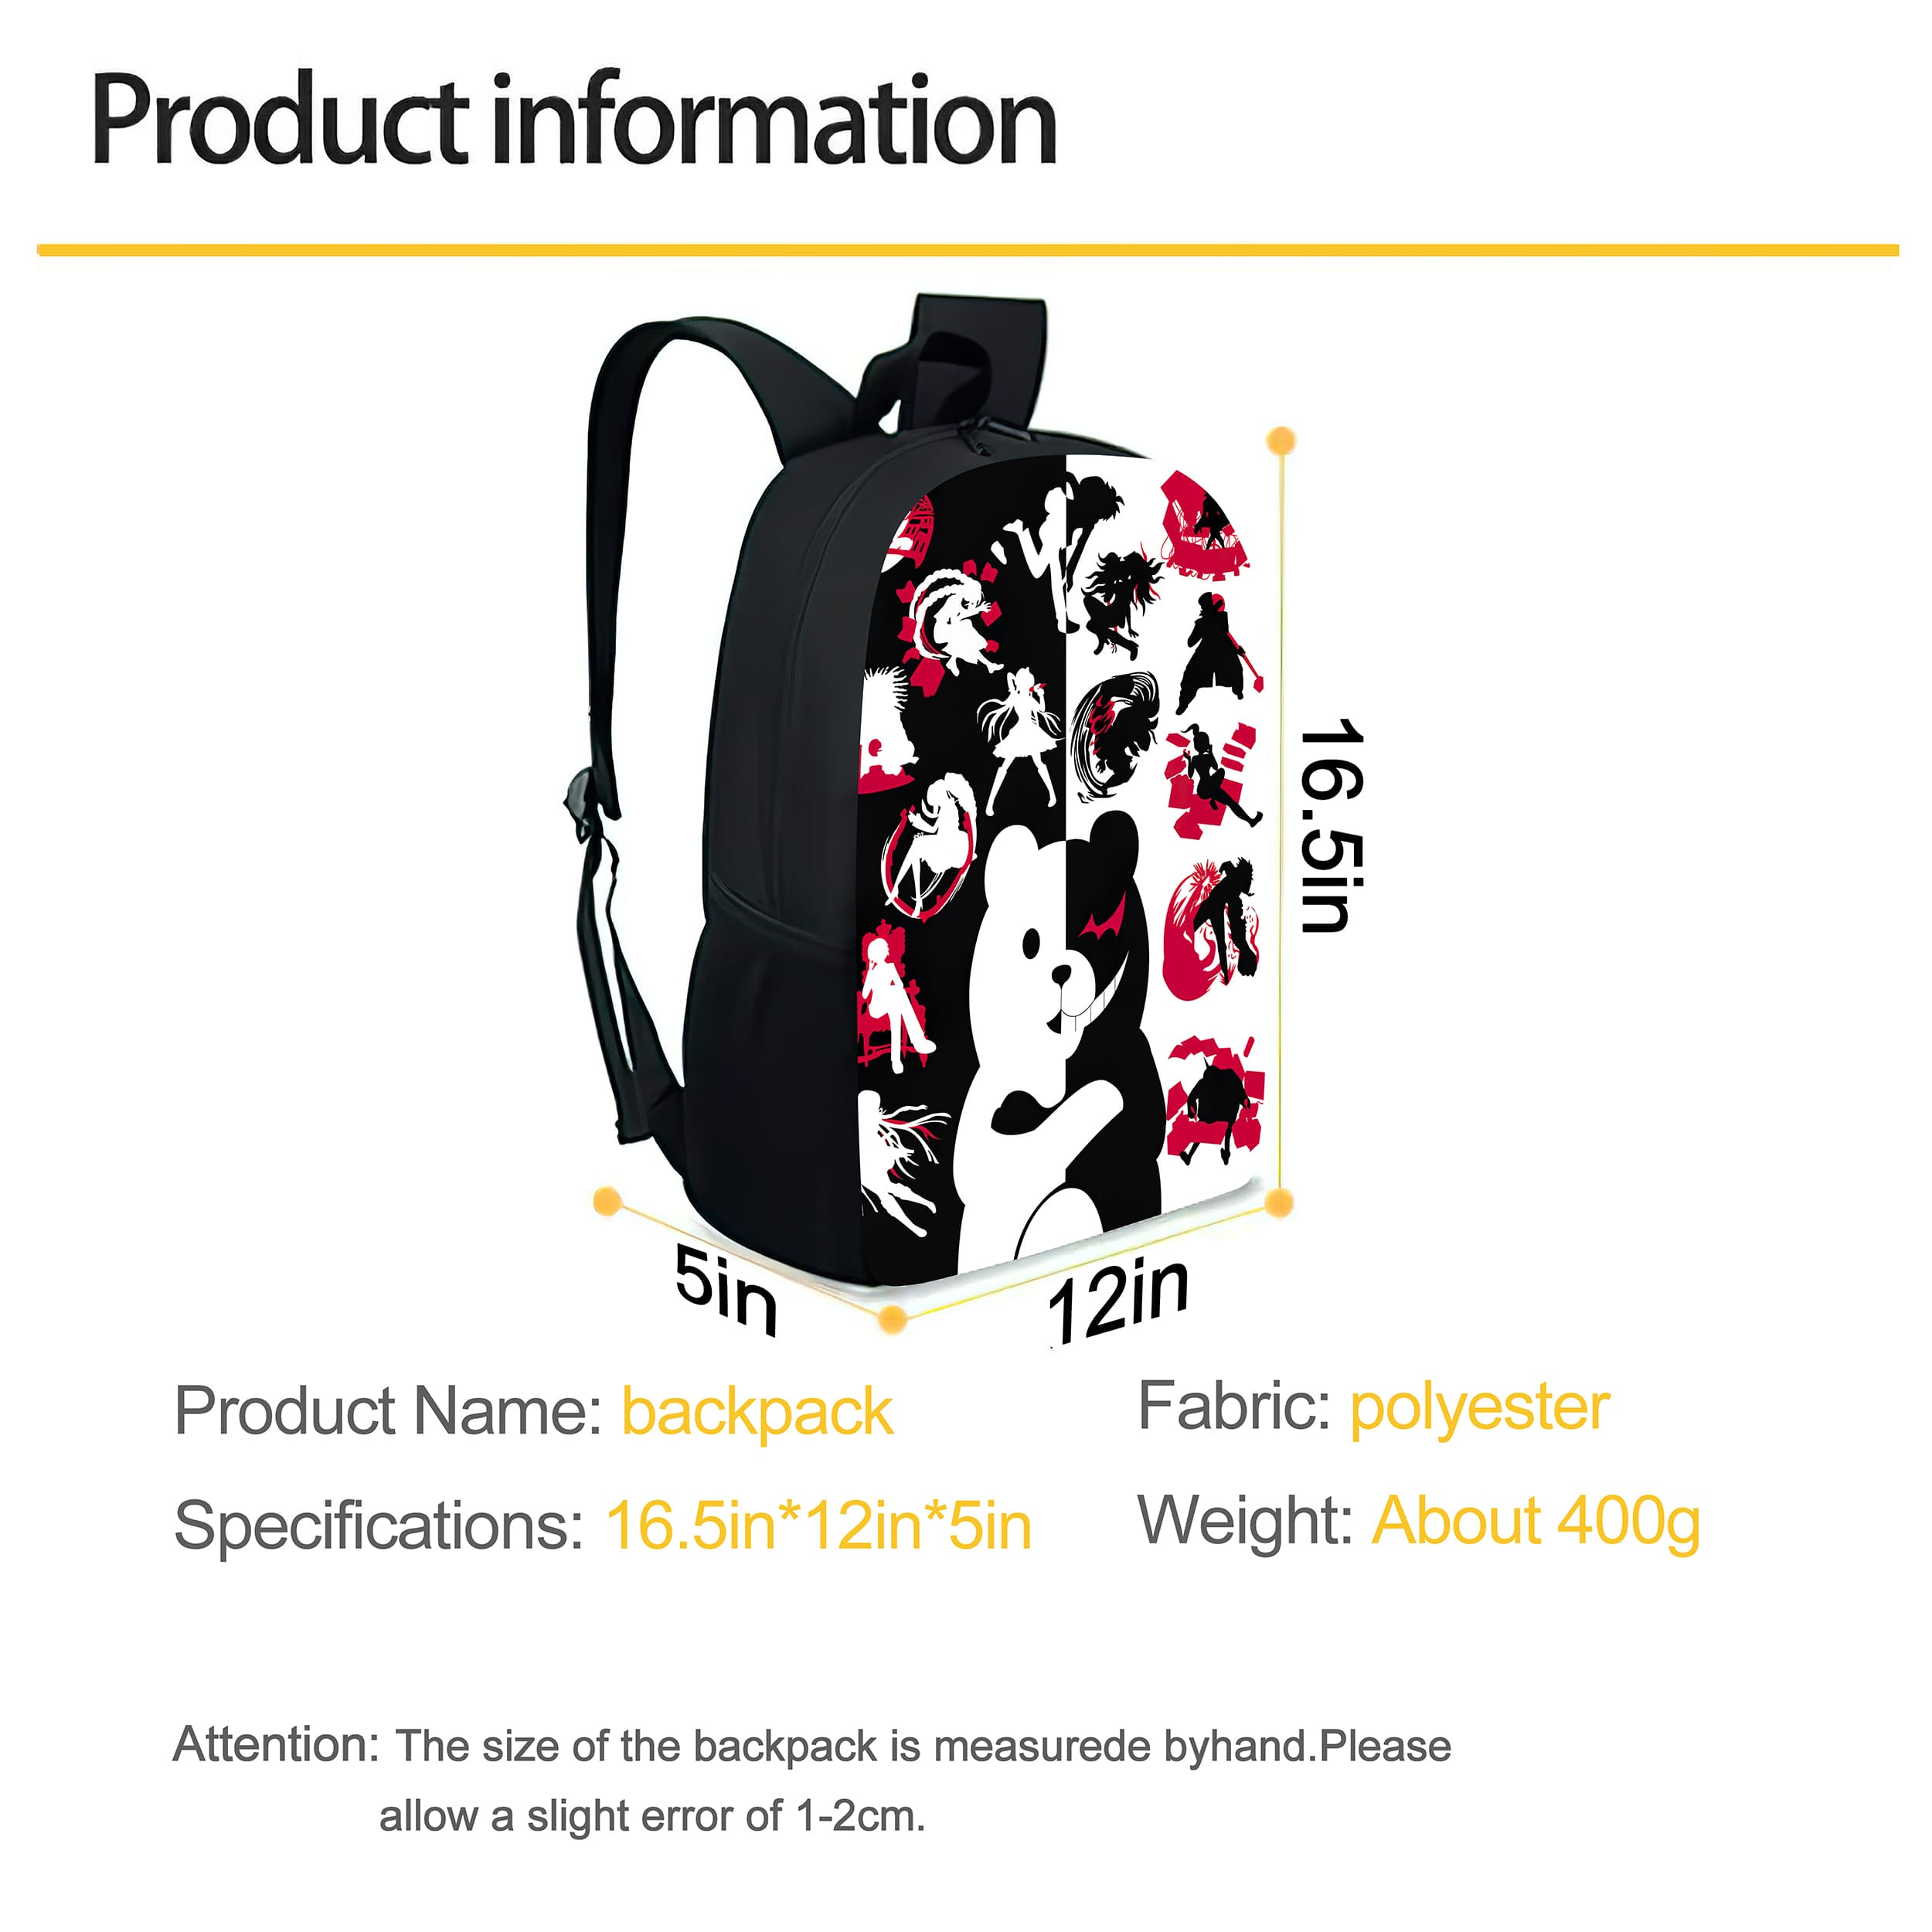 Product information
16.5in
5in
12in
Product Name: backpack
Fabric: polyester
Specifications: 16.5in*12in*5in
Weight: About 400g
Attention: The size of the backpack is measurede byhand.Please
allow a slight error of 1-2cm.